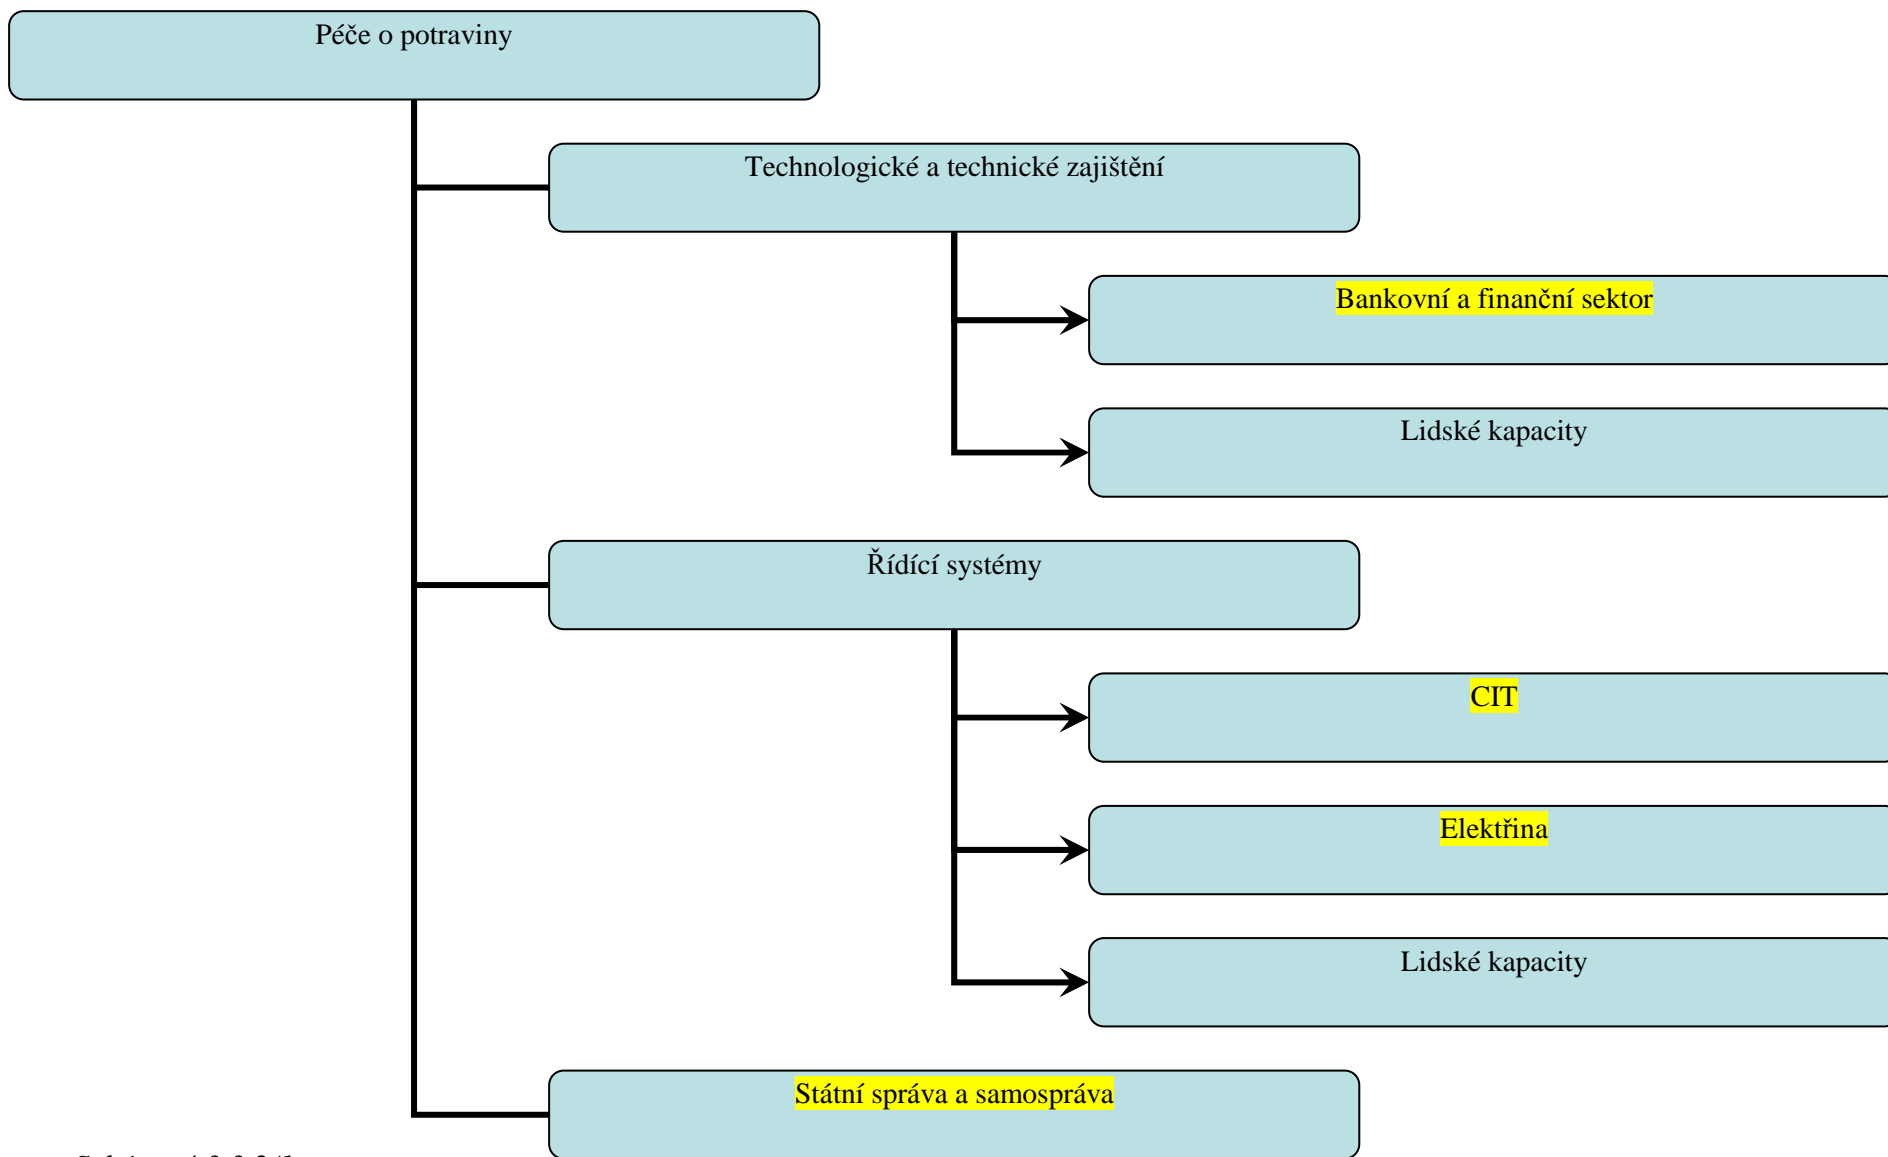 Péče o potraviny
Technologické a technické zajištění
Bankovní a finanční sektor
Lidské kapacity
Řídící systémy
CIT
Elektřina
Lidské kapacity
Státní správa a samospráva